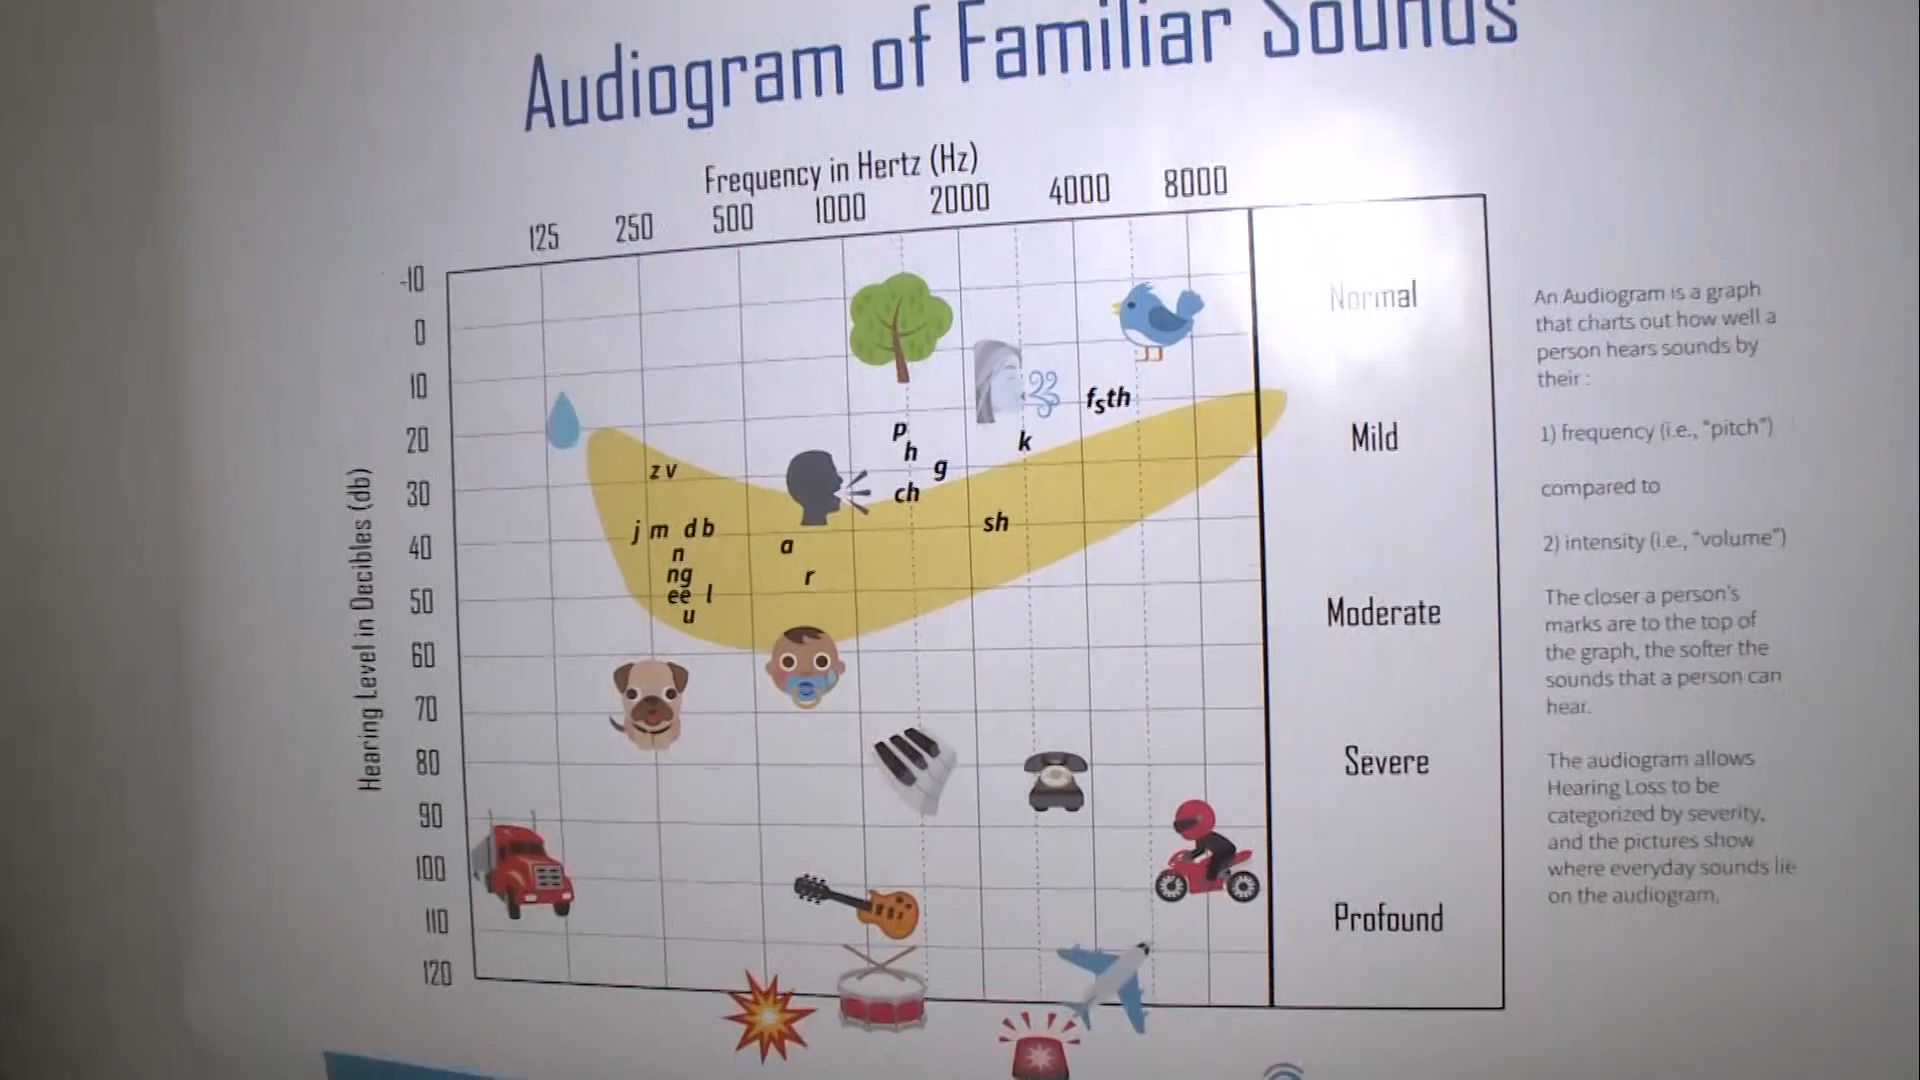 Audiogram of Familiar Sounds
Frequency in Hertz (Hz)
125 250 500 1000 2000 4000 8000
Hearing Level in Decibles (db)
-10
0
10
20
30
40
50
60
70
80
90
100
110
120
fsth
p
h
k
g
z v
ch
sh
j m d b
a
n
ng
r
ee l
u
Normal
Mild
Moderate
Severe
Profound
An Audiogram is a graph
that charts out how well a
person hears sounds by
their :
1) frequency (i.e., "pitch")
compared to
2) intensity (i.e., "volume")
The closer a person's
marks are to the top of
the graph, the softer the
sounds that a person can
hear.
The audiogram allows
Hearing Loss to be
categorized by severity,
and the pictures show
where everyday sounds lie
on the audiogram.